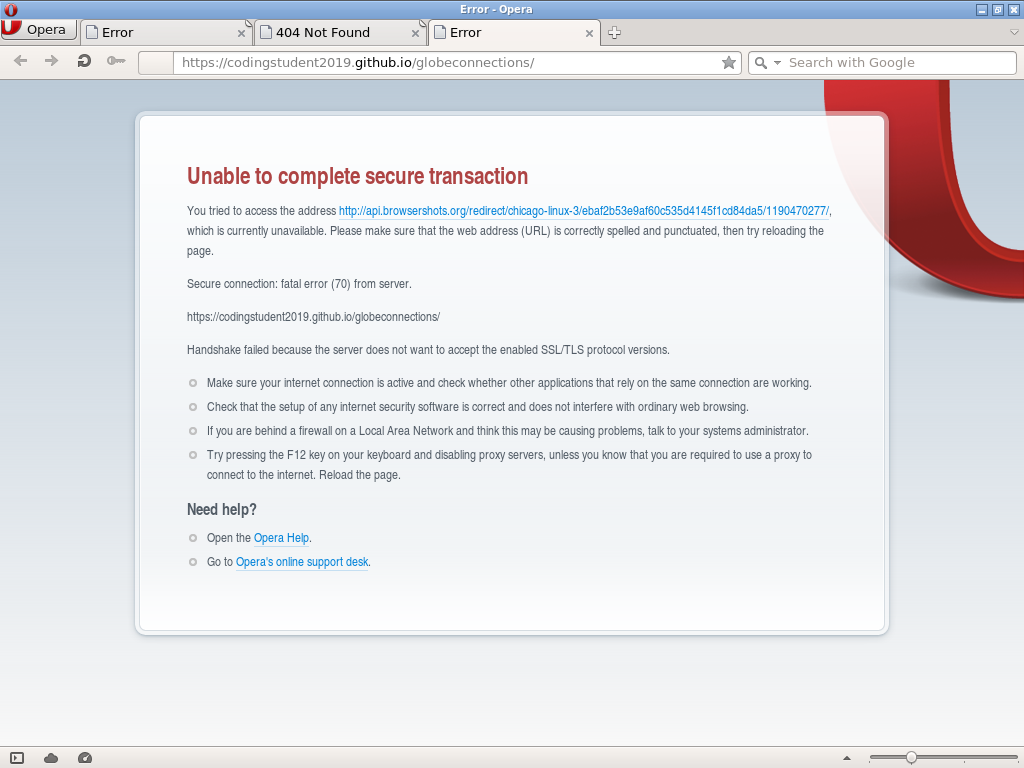 Error - Opera
Opera
Error
404 Not Found
Error
https://codingstudent2019.github.io/globeconnections/
Search with Google
Unable to complete secure transaction
You tried to access the address http://api.browsershots.org/redirect/chicago-linux-3/ebaf2b53e9af60c535d4145f1cd84da5/1190470277/,
which is currently unavailable. Please make sure that the web address (URL) is correctly spelled and punctuated, then try reloading the
page.
Secure connection: fatal error (70) from server.
https://codingstudent2019.github.io/globeconnections/
Handshake failed because the server does not want to accept the enabled SSL/TLS protocol versions.
Make sure your internet connection is active and check whether other applications that rely on the same connection are working.
Check that the setup of any internet security software is correct and does not interfere with ordinary web browsing.
If you are behind a firewall on a Local Area Network and think this may be causing problems, talk to your systems administrator.
Try pressing the F12 key on your keyboard and disabling proxy servers, unless you know that you are required to use a proxy to
connect to the internet. Reload the page.
Need help?
Open the Opera Help.
Go to Opera's online support desk.